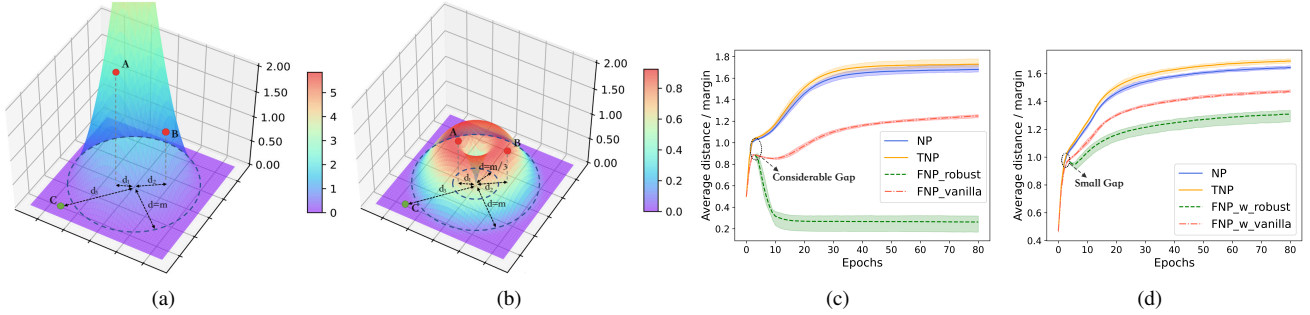 A
B
C
d₁
d₂
d₃
d=m
2.00
1.50
1.00
0.50
0.00
5
4
3
2
1
0
(a)
A
B
C
d=m/3
d=m
2.00
1.50
1.00
0.50
0.00
0.8
0.6
0.4
0.2
0.0
(b)
Average distance / margin
1.8
1.6
1.4
1.2
1.0
0.8
0.6
0.4
0.2
Considerable Gap
NP
TNP
FNP_robust
FNP_vanilla
0 10 20 30 40 50 60 70 80
Epochs
(c)
Average distance / margin
1.6
1.4
1.2
1.0
0.8
0.6
0.4
Small Gap
NP
TNP
FNP_w_robust
FNP_w_vanilla
0 10 20 30 40 50 60 70 80
Epochs
(d)